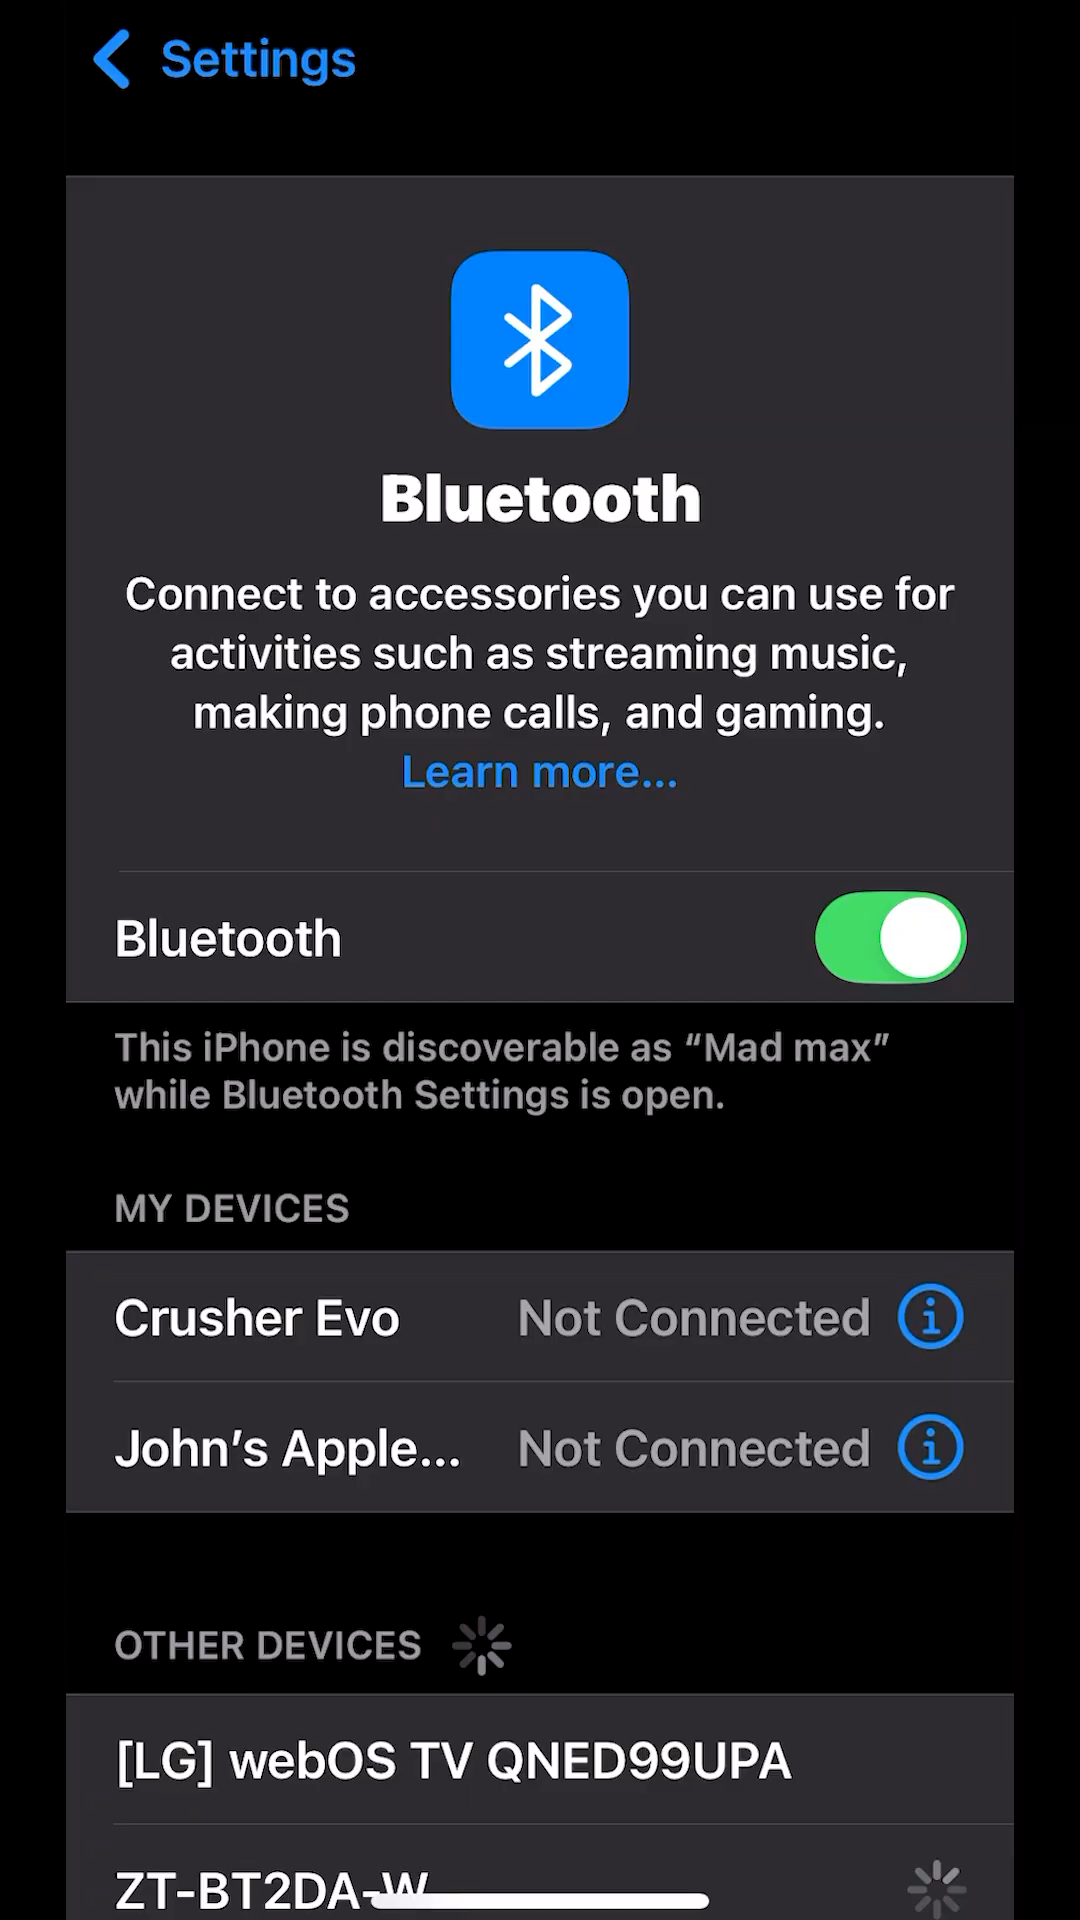 Settings
Bluetooth
Connect to accessories you can use for
activities such as streaming music,
making phone calls, and gaming.
Learn more...
Bluetooth
This iPhone is discoverable as “Mad max”
while Bluetooth Settings is open.
MY DEVICES
Crusher Evo Not Connected
John’s Apple... Not Connected
OTHER DEVICES
[LG] webOS TV QNED99UPA
ZT-BT2DA-W